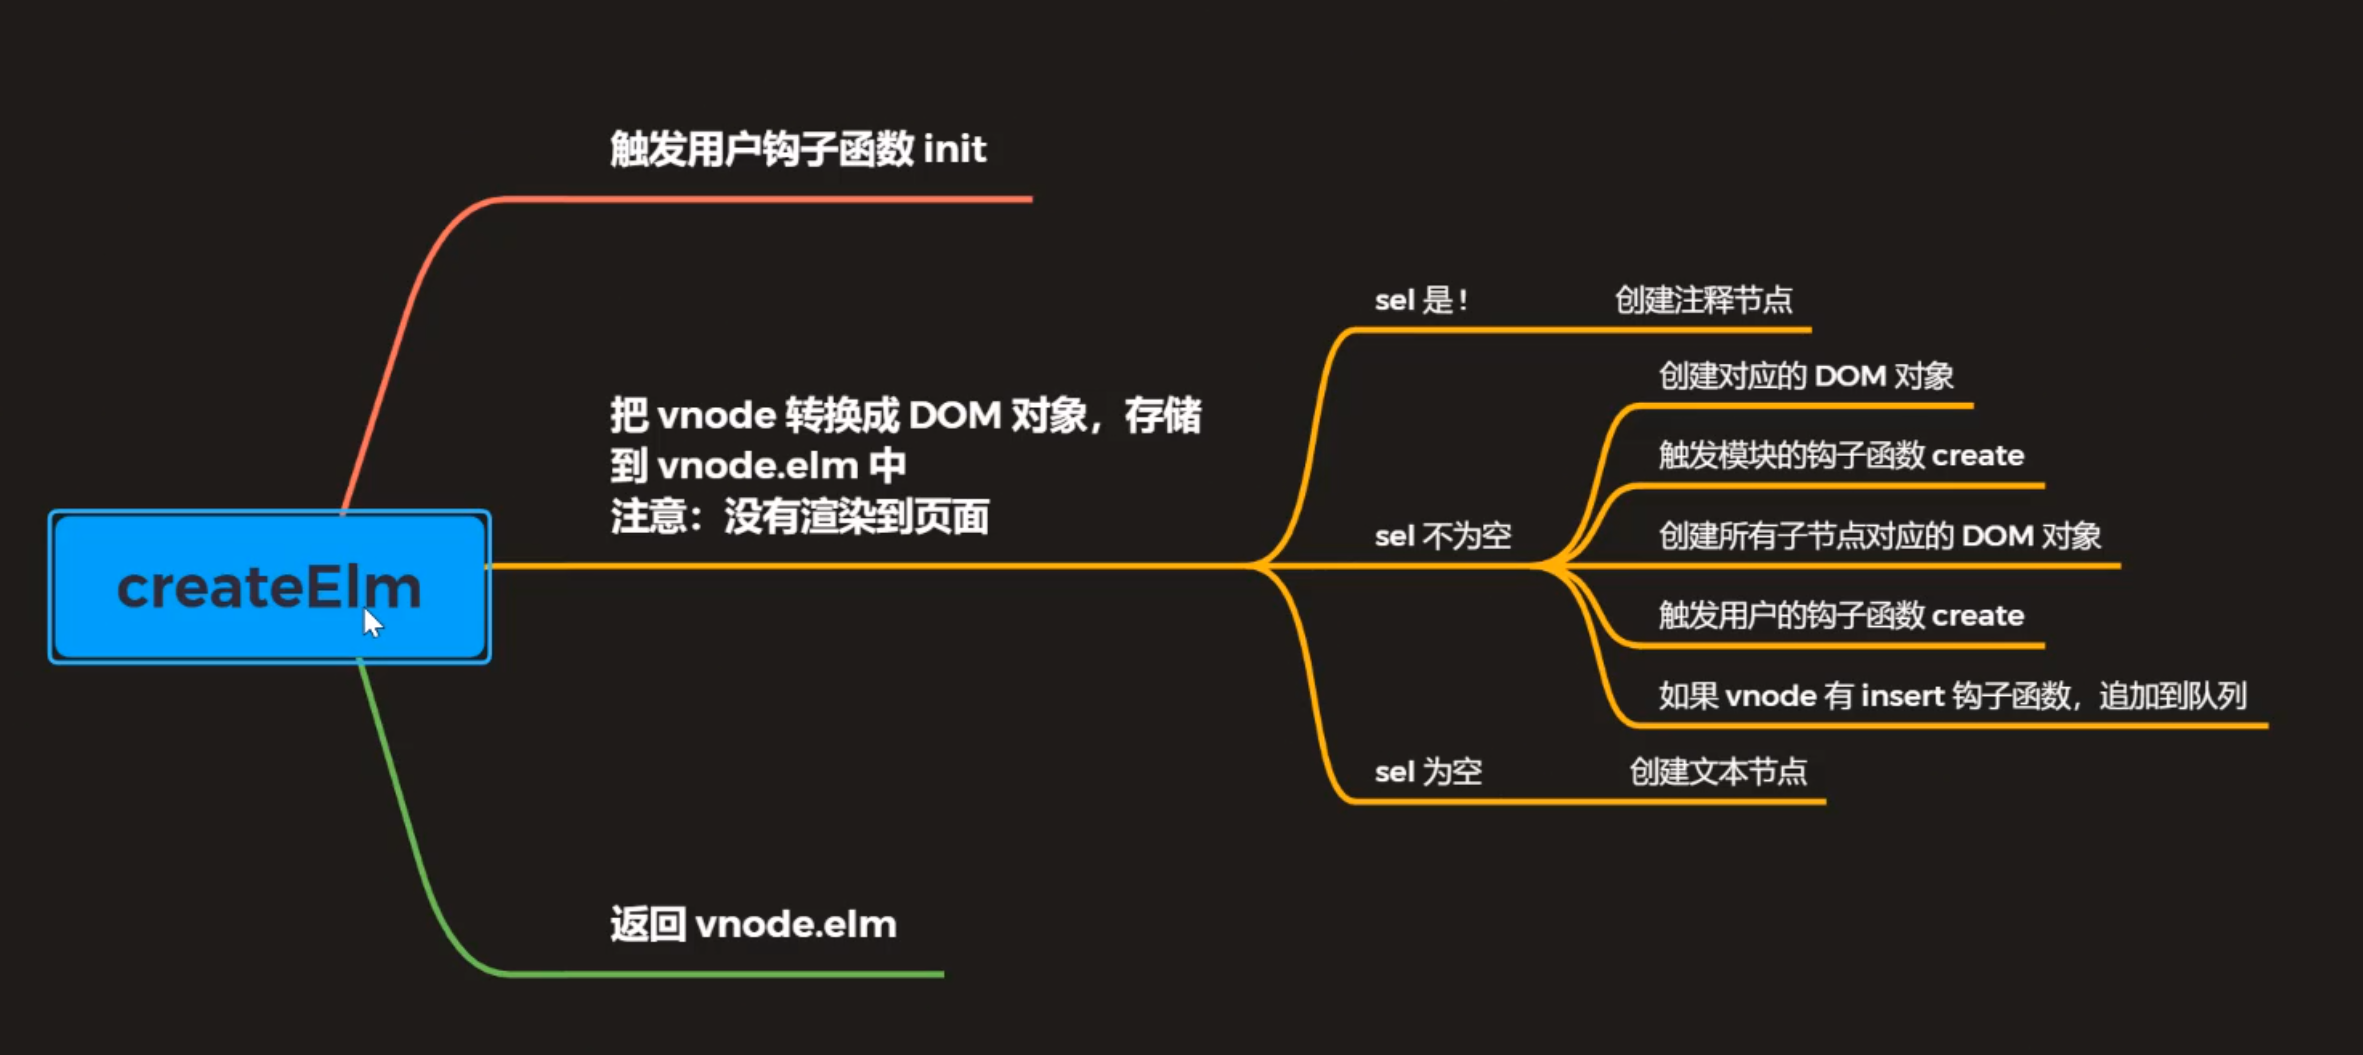 createElm
触发用户钩子函数 init
把 vnode 转换成 DOM 对象，存储
到 vnode.elm 中
注意：没有渲染到页面
sel 是！
创建注释节点
sel 不为空
创建对应的 DOM 对象
触发模块的钩子函数 create
创建所有子节点对应的 DOM 对象
触发用户的钩子函数 create
如果 vnode 有 insert 钩子函数，追加到队列
sel 为空
创建文本节点
返回 vnode.elm